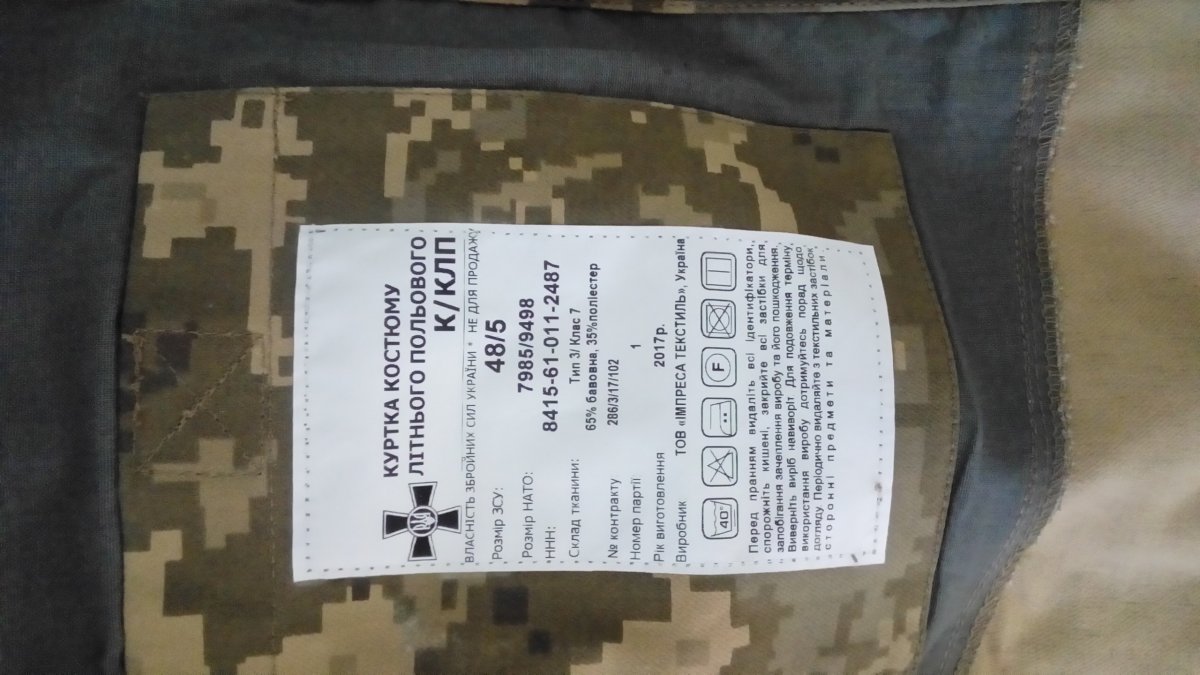 КУРТКА КОСТЮМУ
ЛІТНЬОГО ПОЛЬОВОГО
К/КЛП
ВЛАСНІСТЬ ЗБРОЙНИХ СИЛ УКРАЇНИ * НЕ ДЛЯ ПРОДАЖУ
Розмір ЗСУ: 48/5
Розмір НАТО: 7985/9498
ННН: 8415-61-011-2487
Тип 3/ Клас 7
Склад тканини: 65% бавовна, 35%поліестер
№ контракту 286/3/17/102
Номер партії 1
Рік виготовлення 2017р.
Виробник ТОВ «ІМПРЕСА ТЕКСТИЛЬ», Україна
40° F
Перед пранням видаліть всі ідентифікатори,
спорожніть кишені, закрийте всі застібки для
запобігання зачеплення виробу та його пошкодження.
Виверніть виріб навиворіт. Для подовження терміну
використання виробу дотримуйтесь порад щодо
догляду. Періодично видаляйте з текстильних застібок
сторонні предмети та матеріали.